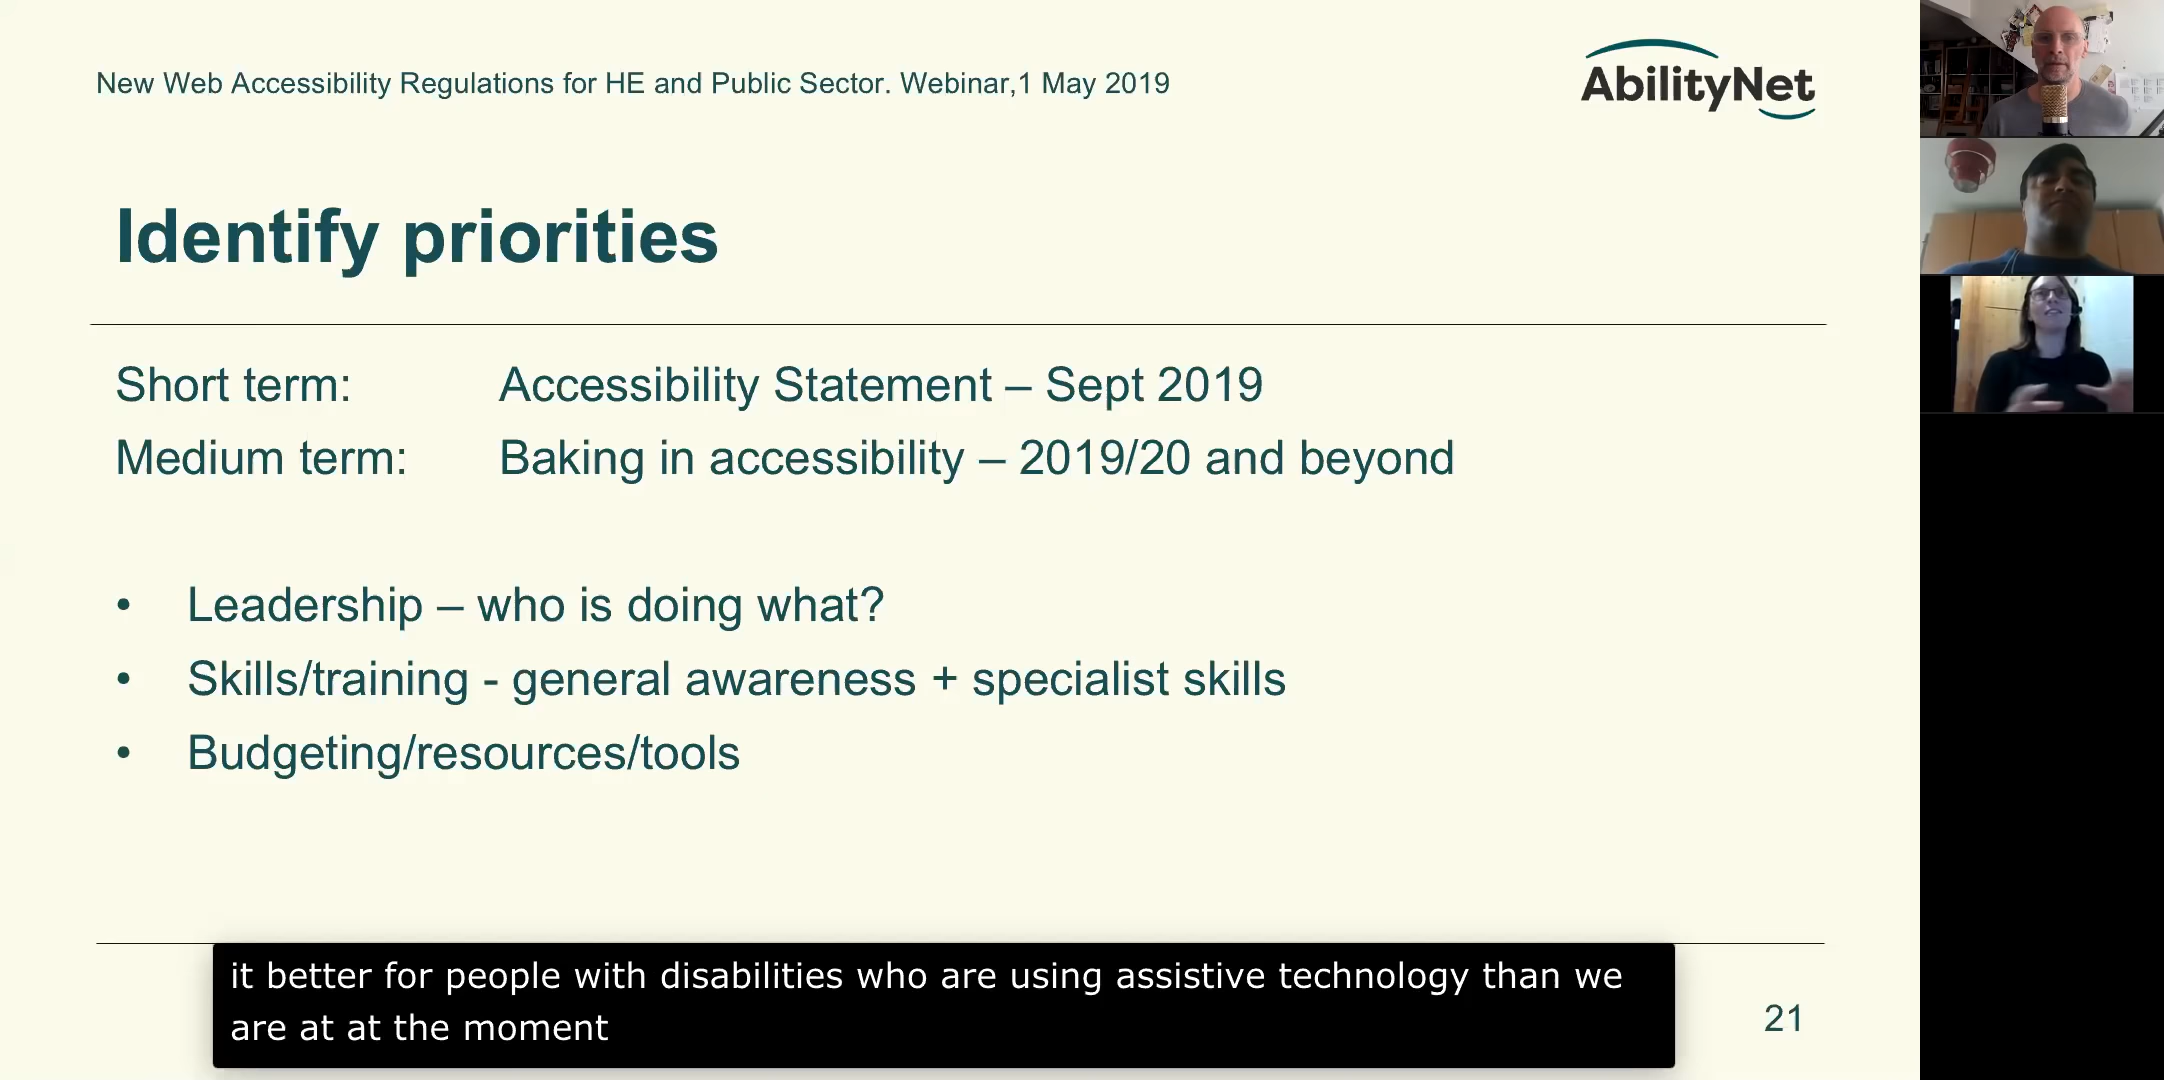 New Web Accessibility Regulations for HE and Public Sector. Webinar,1 May 2019
AbilityNet
Identify priorities
Short term: Accessibility Statement – Sept 2019
Medium term: Baking in accessibility – 2019/20 and beyond
• Leadership – who is doing what?
• Skills/training - general awareness + specialist skills
• Budgeting/resources/tools
it better for people with disabilities who are using assistive technology than we
are at at the moment
21